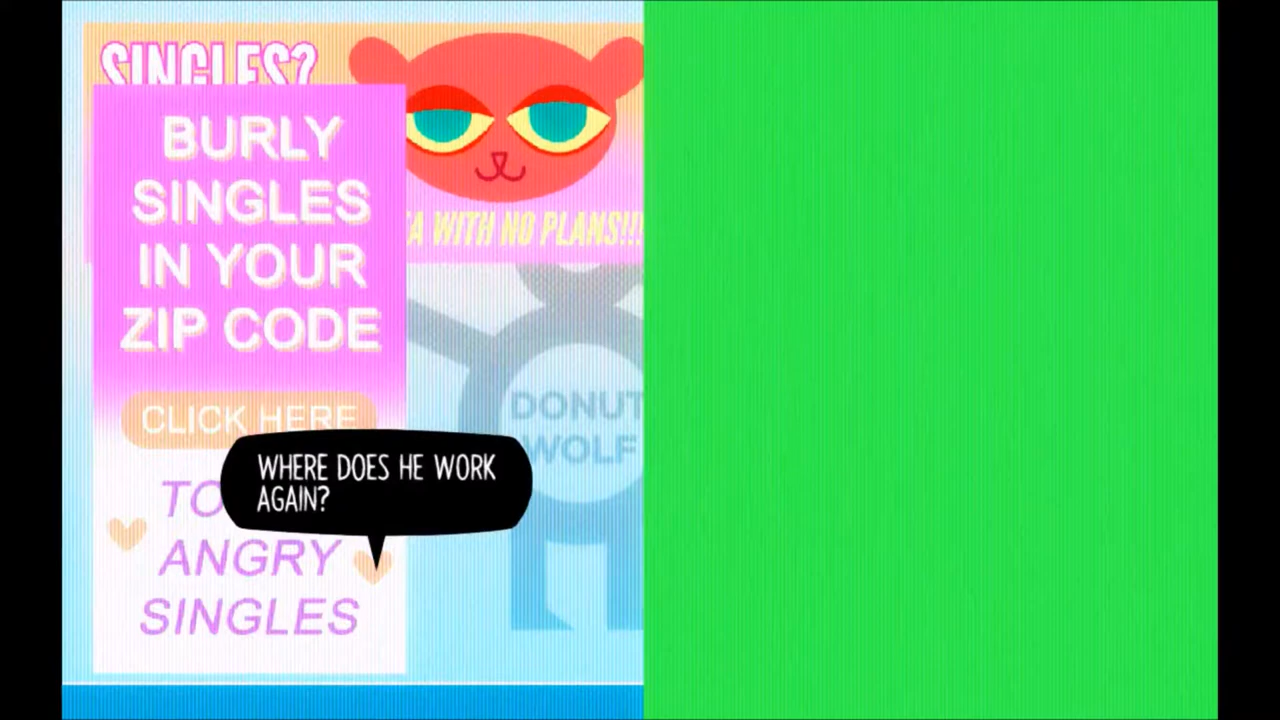 SINGLES?
BURLY
SINGLES
IN YOUR
ZIP CODE
CLICK HERE
TO
ANGRY
SINGLES
WITH NO PLANS!!!
DONUT
WOLF
WHERE DOES HE WORK
AGAIN?